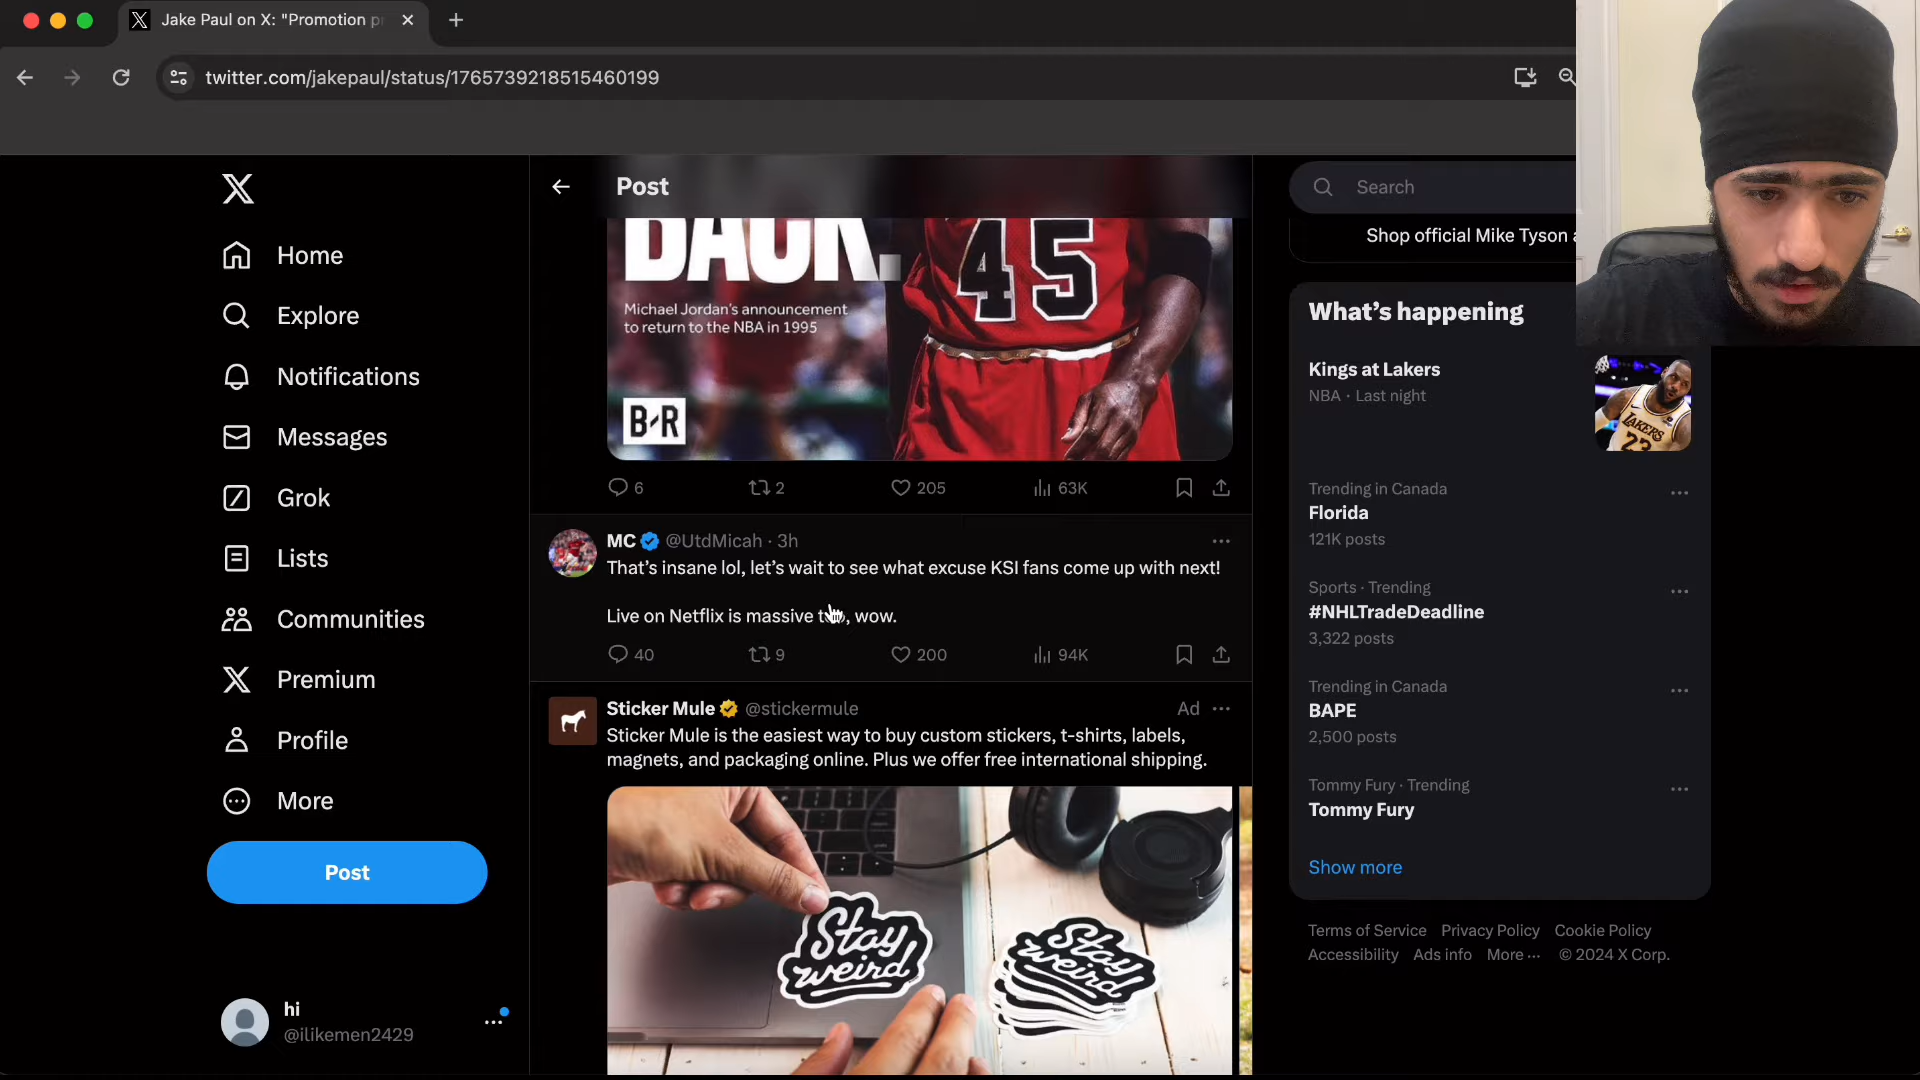 Jake Paul on X: "Promotion p
twitter.com/jakepaul/status/1765739218515460199
X
Home
Explore
Notifications
Messages
Grok
Lists
Communities
Premium
Profile
More
Post
hi
@ilikemen2429
Post
BACK.
Michael Jordan's announcement
to return to the NBA in 1995
B/R
45
6 2 205 63K
MC @UtdMicah · 3h
That's insane lol, let's wait to see what excuse KSI fans come up with next!
Live on Netflix is massive too, wow.
40 9 200 94K
Sticker Mule @stickermule Ad
Sticker Mule is the easiest way to buy custom stickers, t-shirts, labels,
magnets, and packaging online. Plus we offer free international shipping.
Stay
weird
Stay
weird
Search
Shop official Mike Tyson
What's happening
Kings at Lakers
NBA · Last night
LAKERS
23
Trending in Canada
Florida
121K posts
Sports · Trending
#NHLTradeDeadline
3,322 posts
Trending in Canada
BAPE
2,500 posts
Tommy Fury · Trending
Tommy Fury
Show more
Terms of Service Privacy Policy Cookie Policy
Accessibility Ads info More ··· © 2024 X Corp.